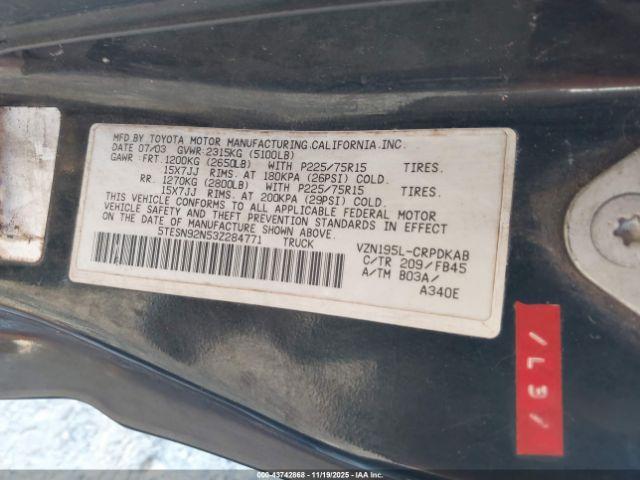 MFD BY TOYOTA MOTOR MANUFACTURING,CALIFORNIA,INC.
DATE 07/03 GVWR:2315KG (5100LB)
GAWR: FRT. 1200KG (2650LB) WITH P225/75R15 TIRES.
15X7JJ RIMS. AT 180KPA (26PSI) COLD.
RR. 1270KG (2800LB) WITH P225/75R15 TIRES.
15X7JJ RIMS. AT 200KPA (29PSI) COLD.
THIS VEHICLE CONFORMS TO ALL APPLICABLE FEDERAL MOTOR
VEHICLE SAFETY AND THEFT PREVENTION STANDARDS IN
EFFECT ON THE DATE OF MANUFACTURE SHOWN ABOVE.
5TESN92N53Z284771 TRUCK
VZN195L-CRPDKAB
C/TR 209/FB45
A/TM B03A/
A340E
00-43742868 - 11/19/2025 - IAAI.com